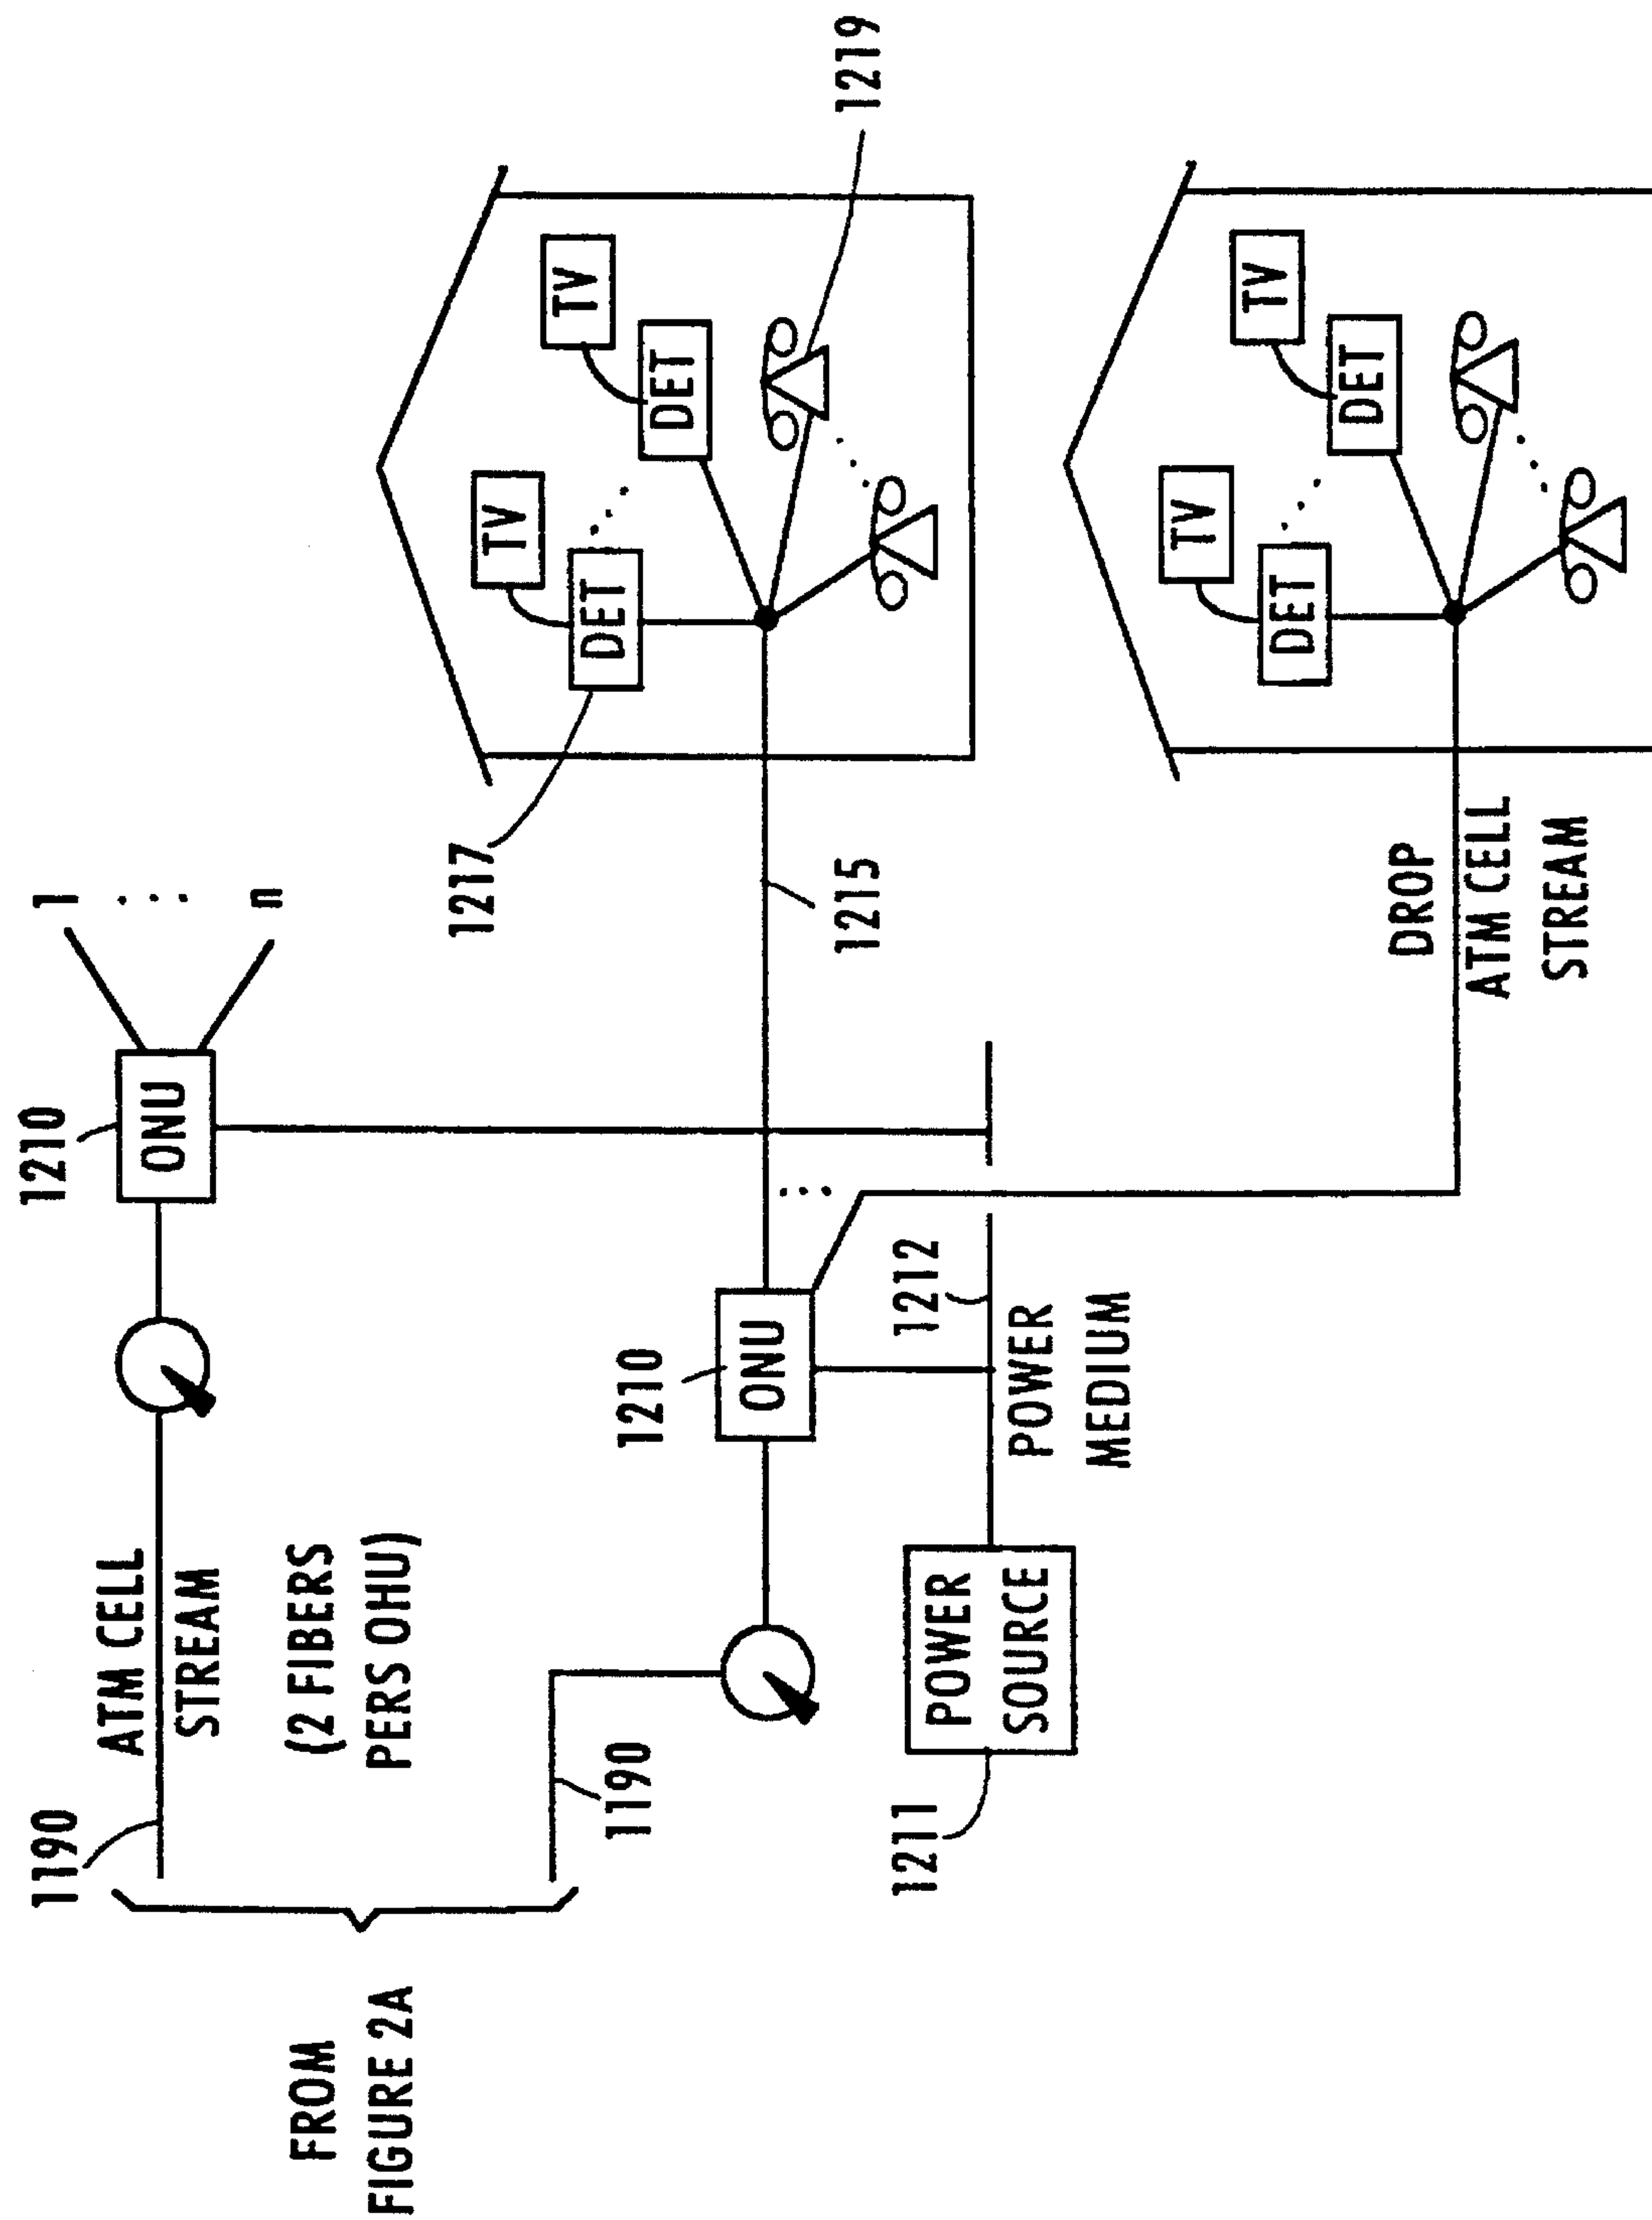 FROM
FIGURE 2A
1190
ATM CELL
STREAM
(2 FIBERS
PERS OHU)
1190
1210
ONU
1
n
1210
ONU
1211
POWER
SOURCE
1212
POWER
MEDIUM
1215
1217
TV
DET
TV
DET
1219
DROP
ATM CELL
STREAM
TV
DET
TV
DET